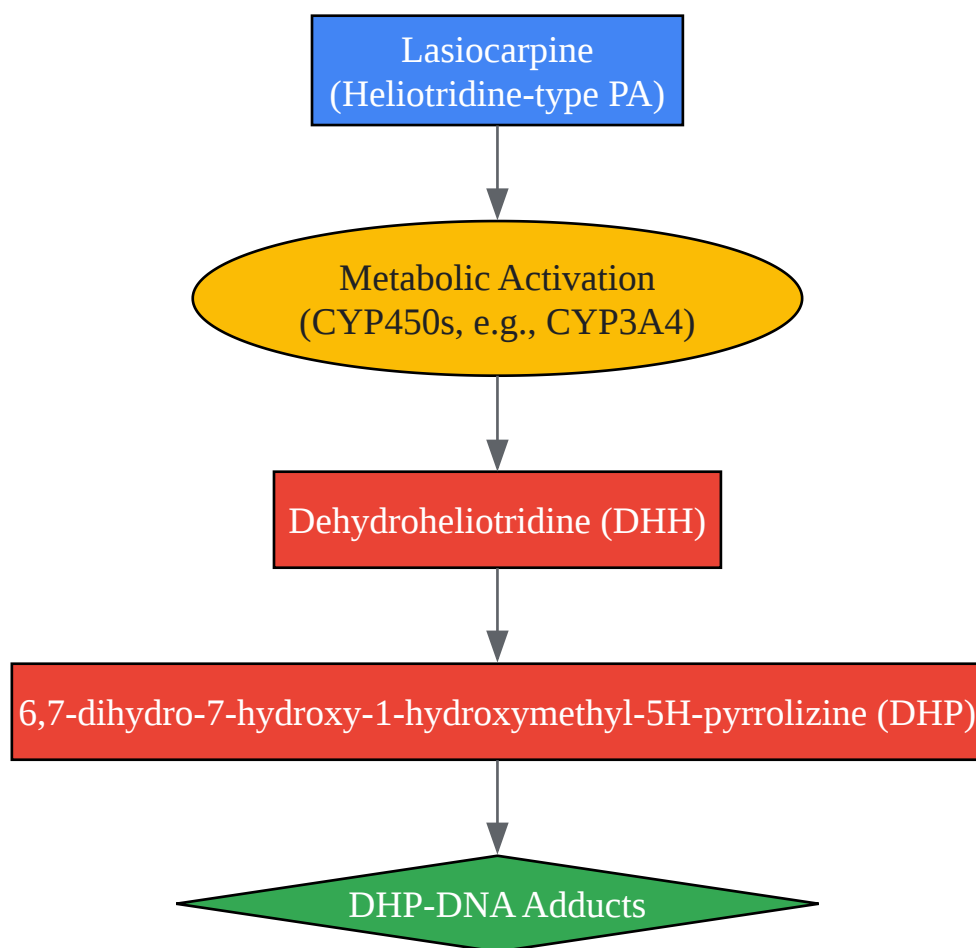 Lasiocarpine
(Heliotridine-type PA)
Metabolic Activation
(CYP450s, e.g., CYP3A4)
Dehydroheliotridine (DHH)
6,7-dihydro-7-hydroxy-1-hydroxymethyl-5H-pyrrolizine (DHP)
DHP-DNA Adducts